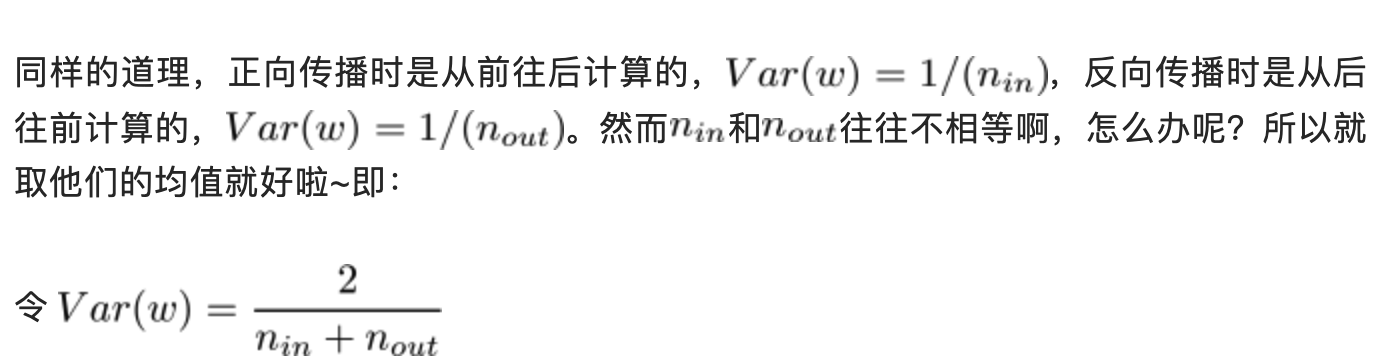 同样的道理，正向传播时是从前往后计算的，$Var(w) = 1/(n_{in})$，反向传播时是从后
往前计算的，$Var(w) = 1/(n_{out})$。然而$n_{in}$和$n_{out}$往往不相等啊，怎么办呢？所以就
取他们的均值就好啦~即：
令 $Var(w) = \frac{2}{n_{in} + n_{out}}$